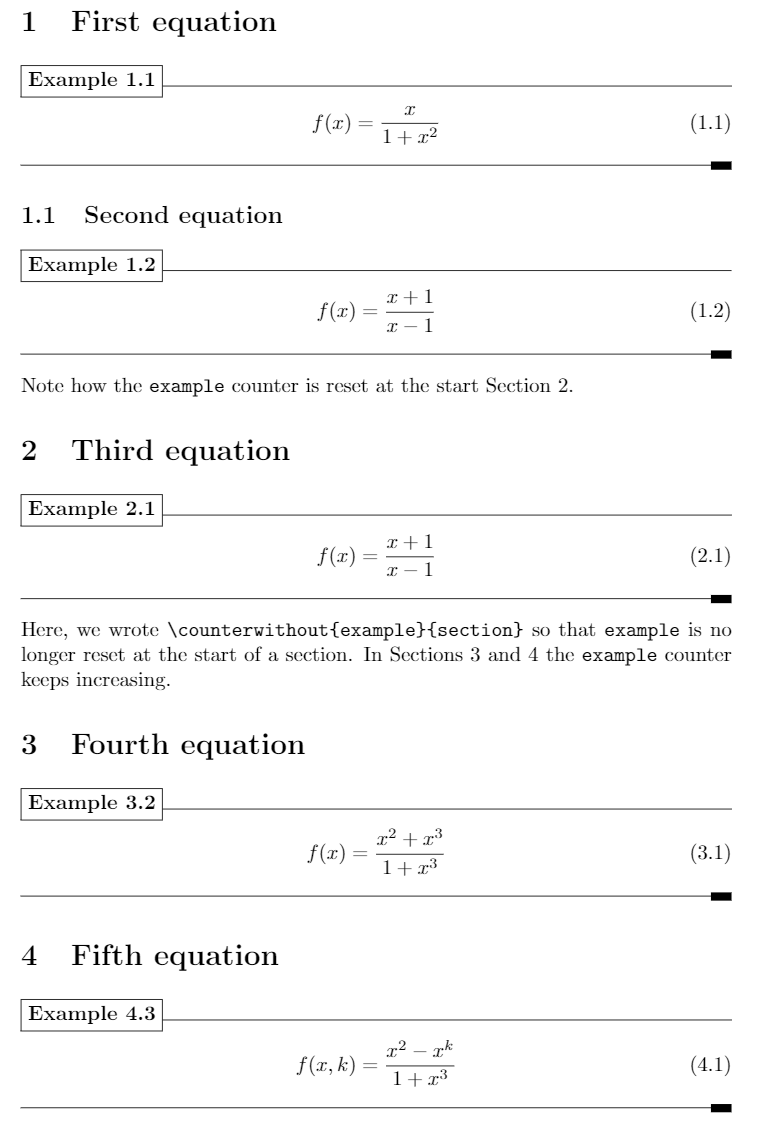 1 First equation
Example 1.1
f(x) = \frac{x}{1 + x^2} (1.1)
1.1 Second equation
Example 1.2
f(x) = \frac{x + 1}{x − 1} (1.2)
Note how the example counter is reset at the start Section 2.
2 Third equation
Example 2.1
f(x) = \frac{x + 1}{x − 1} (2.1)
Here, we wrote \counterwithout{example}{section} so that example is no
longer reset at the start of a section. In Sections 3 and 4 the example counter
keeps increasing.
3 Fourth equation
Example 3.2
f(x) = \frac{x^2 + x^3}{1 + x^3} (3.1)
4 Fifth equation
Example 4.3
f(x, k) = \frac{x^2 − x^k}{1 + x^3} (4.1)